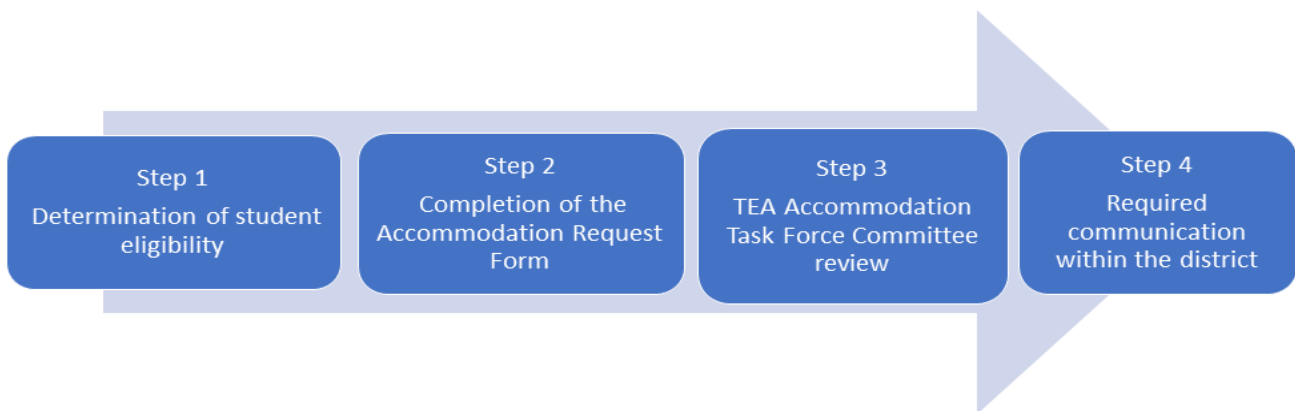 Step 1
Determination of student
eligibility
Step 2
Completion of the
Accommodation Request
Form
Step 3
TEA Accommodation
Task Force Committee
review
Step 4
Required
communication
within the district